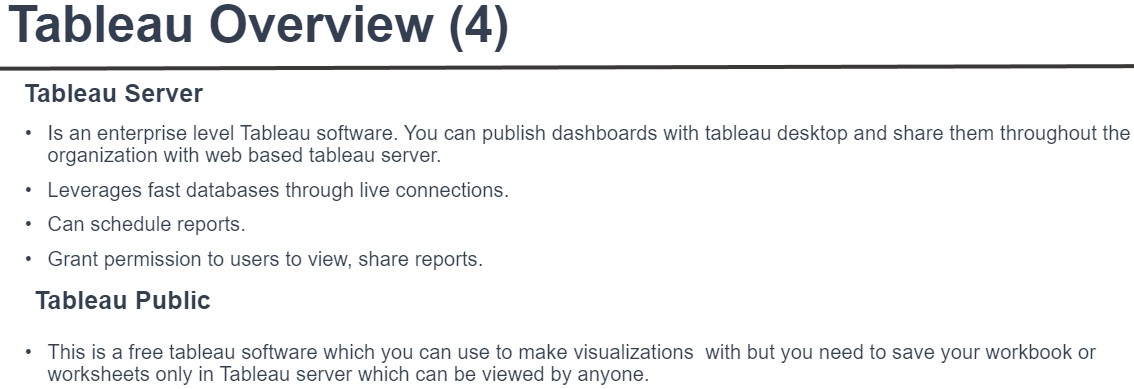 Tableau Overview (4)
Tableau Server
• Is an enterprise level Tableau software. You can publish dashboards with tableau desktop and share them throughout the
organization with web based tableau server.
• Leverages fast databases through live connections.
• Can schedule reports.
• Grant permission to users to view, share reports.
Tableau Public
• This is a free tableau software which you can use to make visualizations  with but you need to save your workbook or
worksheets only in Tableau server which can be viewed by anyone.